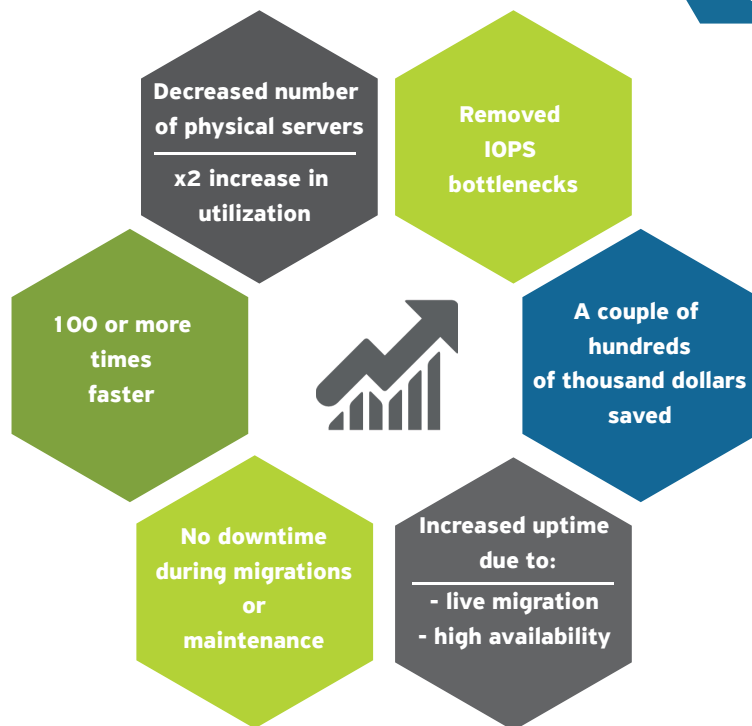 Decreased number
of physical servers
x2 increase in
utilization
Removed
IOPS
bottlenecks
100 or more
times
faster
A couple of
hundreds
of thousand dollars
saved
No downtime
during migrations
or
maintenance
Increased uptime
due to:
- live migration
- high availability